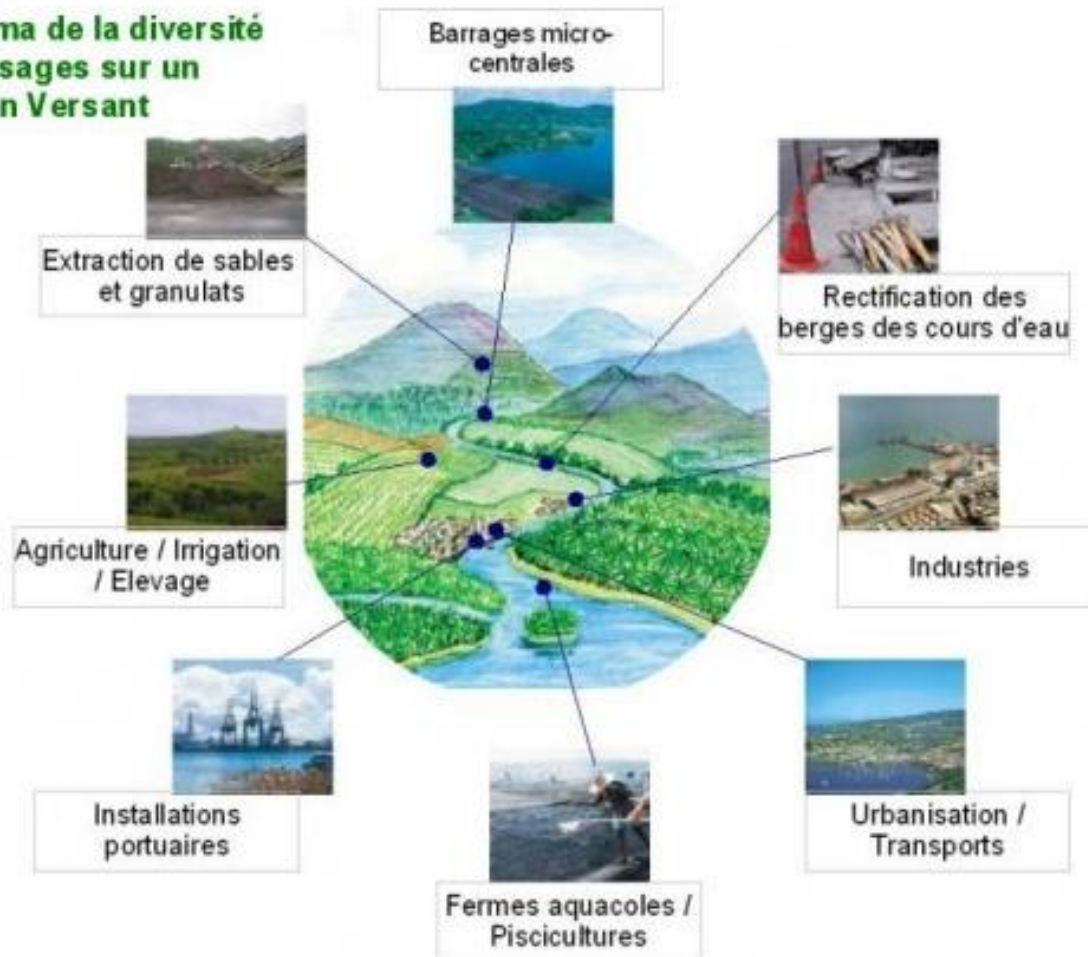 ma de la diversité
sages sur un
n Versant
Barrages micro-
centrales
Extraction de sables
et granulats
Rectification des
berges des cours d'eau
Agriculture / Irrigation
/ Elevage
Industries
Installations
portuaires
Urbanisation /
Transports
Fermes aquacoles /
Piscicultures